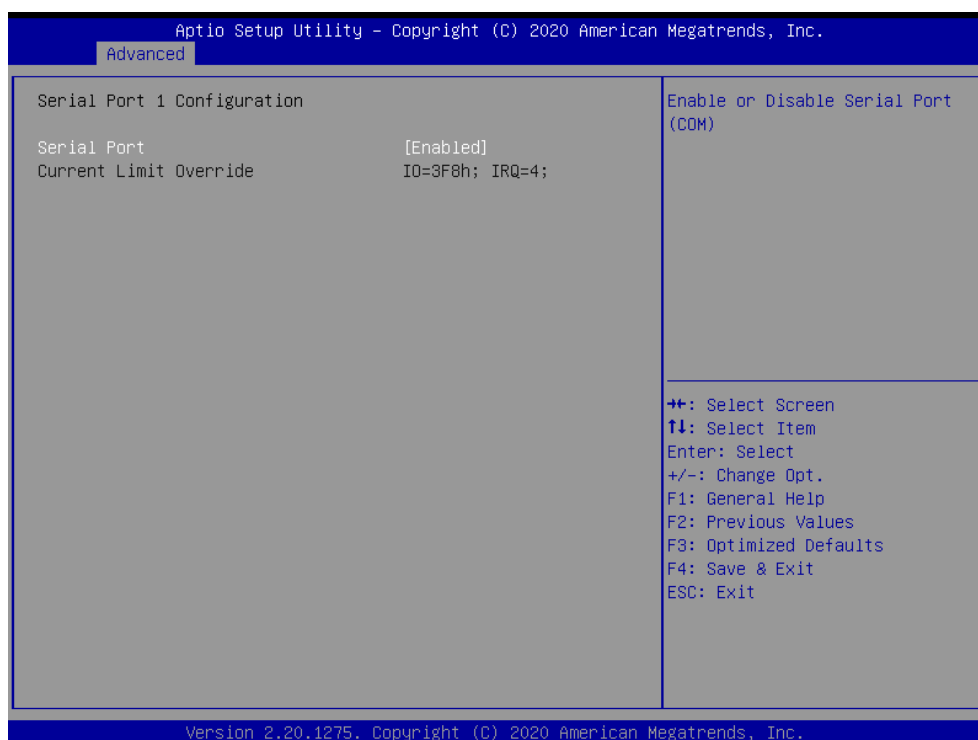 Aptio Setup Utility – Copyright (C) 2020 American Megatrends, Inc.
Advanced
Serial Port 1 Configuration
Serial Port [Enabled]
Current Limit Override IO=3F8h; IRQ=4;
Enable or Disable Serial Port
(COM)
→←: Select Screen
↑↓: Select Item
Enter: Select
+/-: Change Opt.
F1: General Help
F2: Previous Values
F3: Optimized Defaults
F4: Save & Exit
ESC: Exit
Version 2.20.1275. Copyright (C) 2020 American Megatrends, Inc.